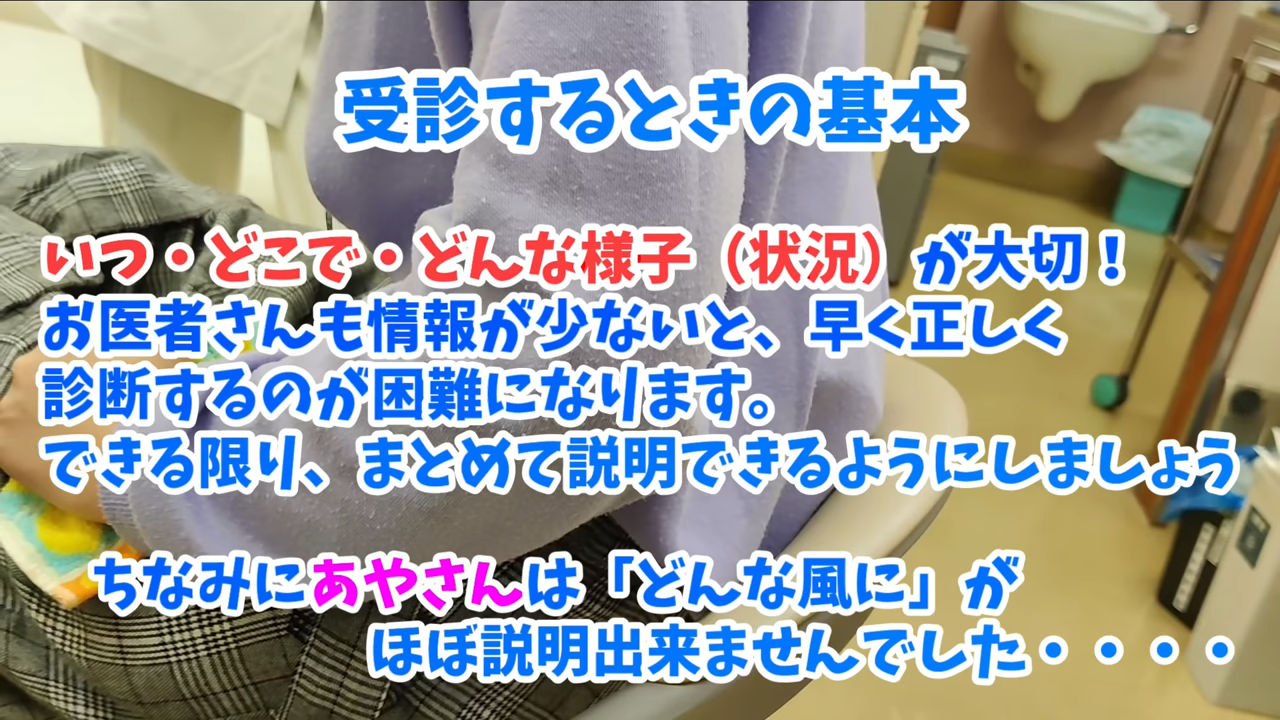 受診するときの基本
いつ・どこで・どんな様子（状況）が大切！
お医者さんも情報が少ないと、早く正しく
診断するのが困難になります。
できる限り、まとめて説明できるようにしましょう
ちなみにあやさんは「どんな風に」が
ほぼ説明出来ませんでした・・・・